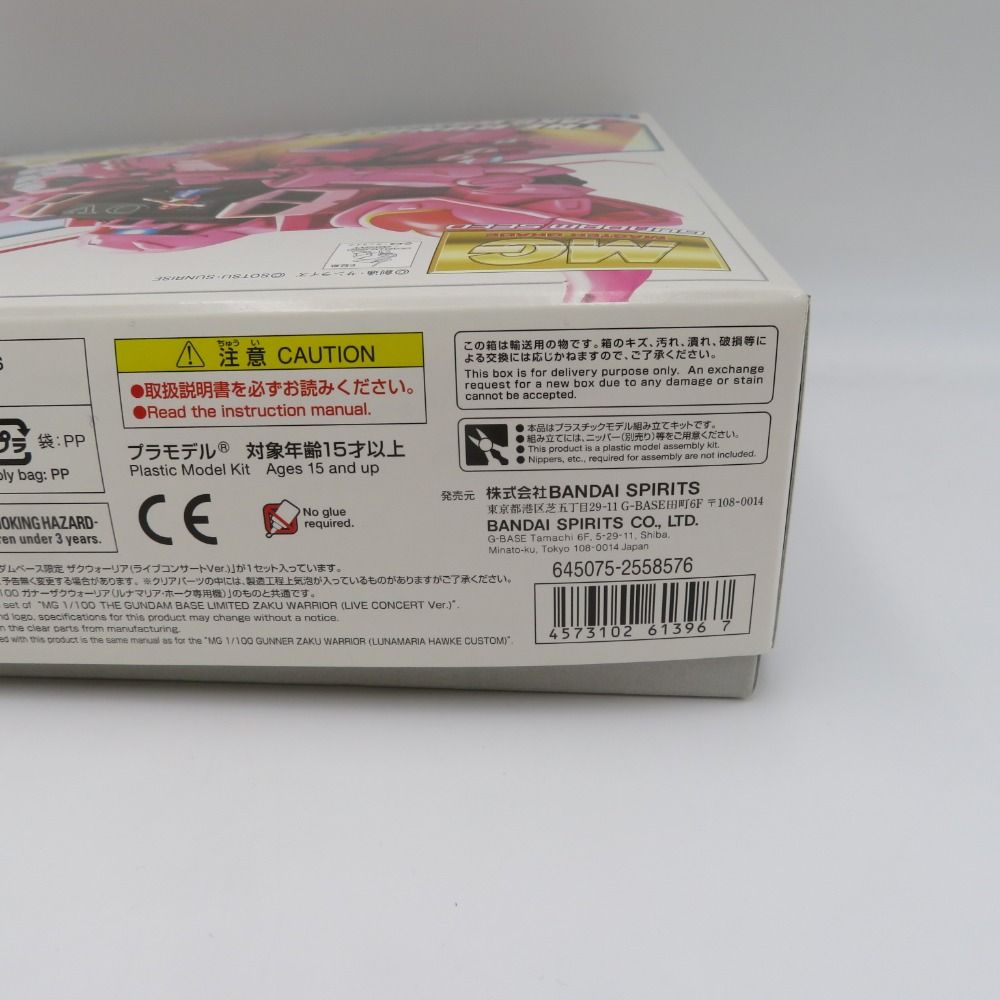 MASTER GRADE
MG
©創通・サンライズ ©SOTSU・SUNRISE
ちゅう い
注意 CAUTION
●取扱説明書を必ずお読みください。
●Read the instruction manual.
この箱は輸送用の物です。箱のキズ、汚れ、潰れ、破損等に
よる交換には応じかねますので、ご了承ください。
This box is for delivery purpose only. An exchange
request for a new box due to any damage or stain
cannot be accepted.
プラ
袋:PP
bag: PP
プラモデル® 対象年齢15才以上
Plastic Model Kit Ages 15 and up
●本品はプラスチックモデル組み立てキットです。
●組み立てには、ニッパー(別売り)等をご用意ください。
●This product is a plastic model assembly kit.
●Nippers, etc., required for assembly are not included.
HAZARD-
under 3 years.
CE
No glue
required.
発売元 株式会社BANDAI SPIRITS
東京都港区芝五丁目29-11 G-BASE田町6F 〒108-0014
BANDAI SPIRITS CO., LTD.
G-BASE Tamachi 6F, 5-29-11, Shiba,
Minato-ku, Tokyo 108-0014 Japan
ダムベース限定 ザクウォーリア(ライブコンサートVer.)」が1セット入っています。
予告無く変更する場合があります。 ※クリアパーツの中には、製造工程上気泡が入っているものがありますがご了承ください。
100 ガナーザクウォーリア(ルナマリア・ホーク専用機)」のものと共通です。
set of "MG 1/100 THE GUNDAM BASE LIMITED ZAKU WARRIOR (LIVE CONCERT Ver.)".
logo, specifications for this product may change without a notice.
in the clear parts from manufacturing.
with this product is the same manual as for the "MG 1/100 GUNNER ZAKU WARRIOR (LUNAMARIA HAWKE CUSTOM)".
645075-2558576
4573102 61396 7